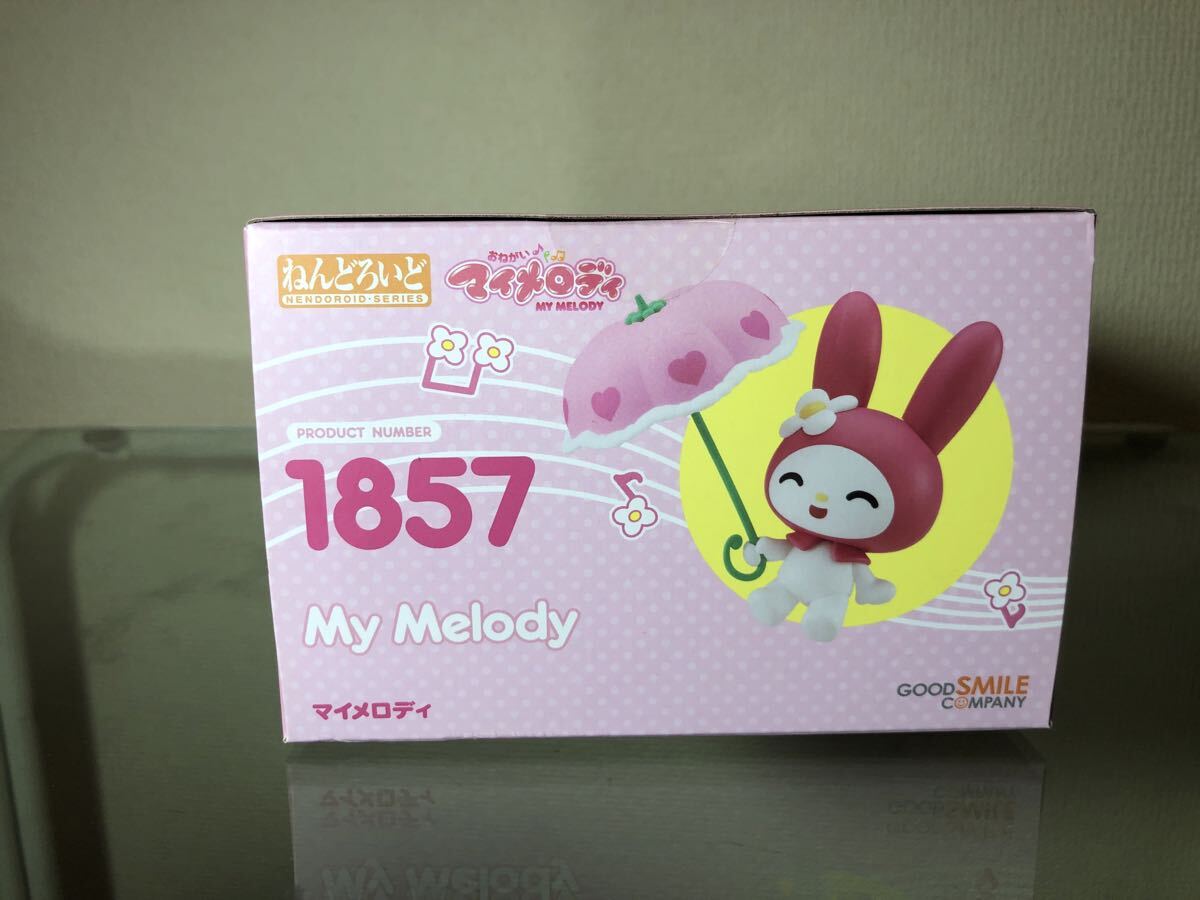 ねんどろいど
NENDOROID・SERIES
おねがい♪
マイメロディ
MY MELODY
PRODUCT NUMBER
1857
My Melody
マイメロディ
GOOD SMILE
COMPANY